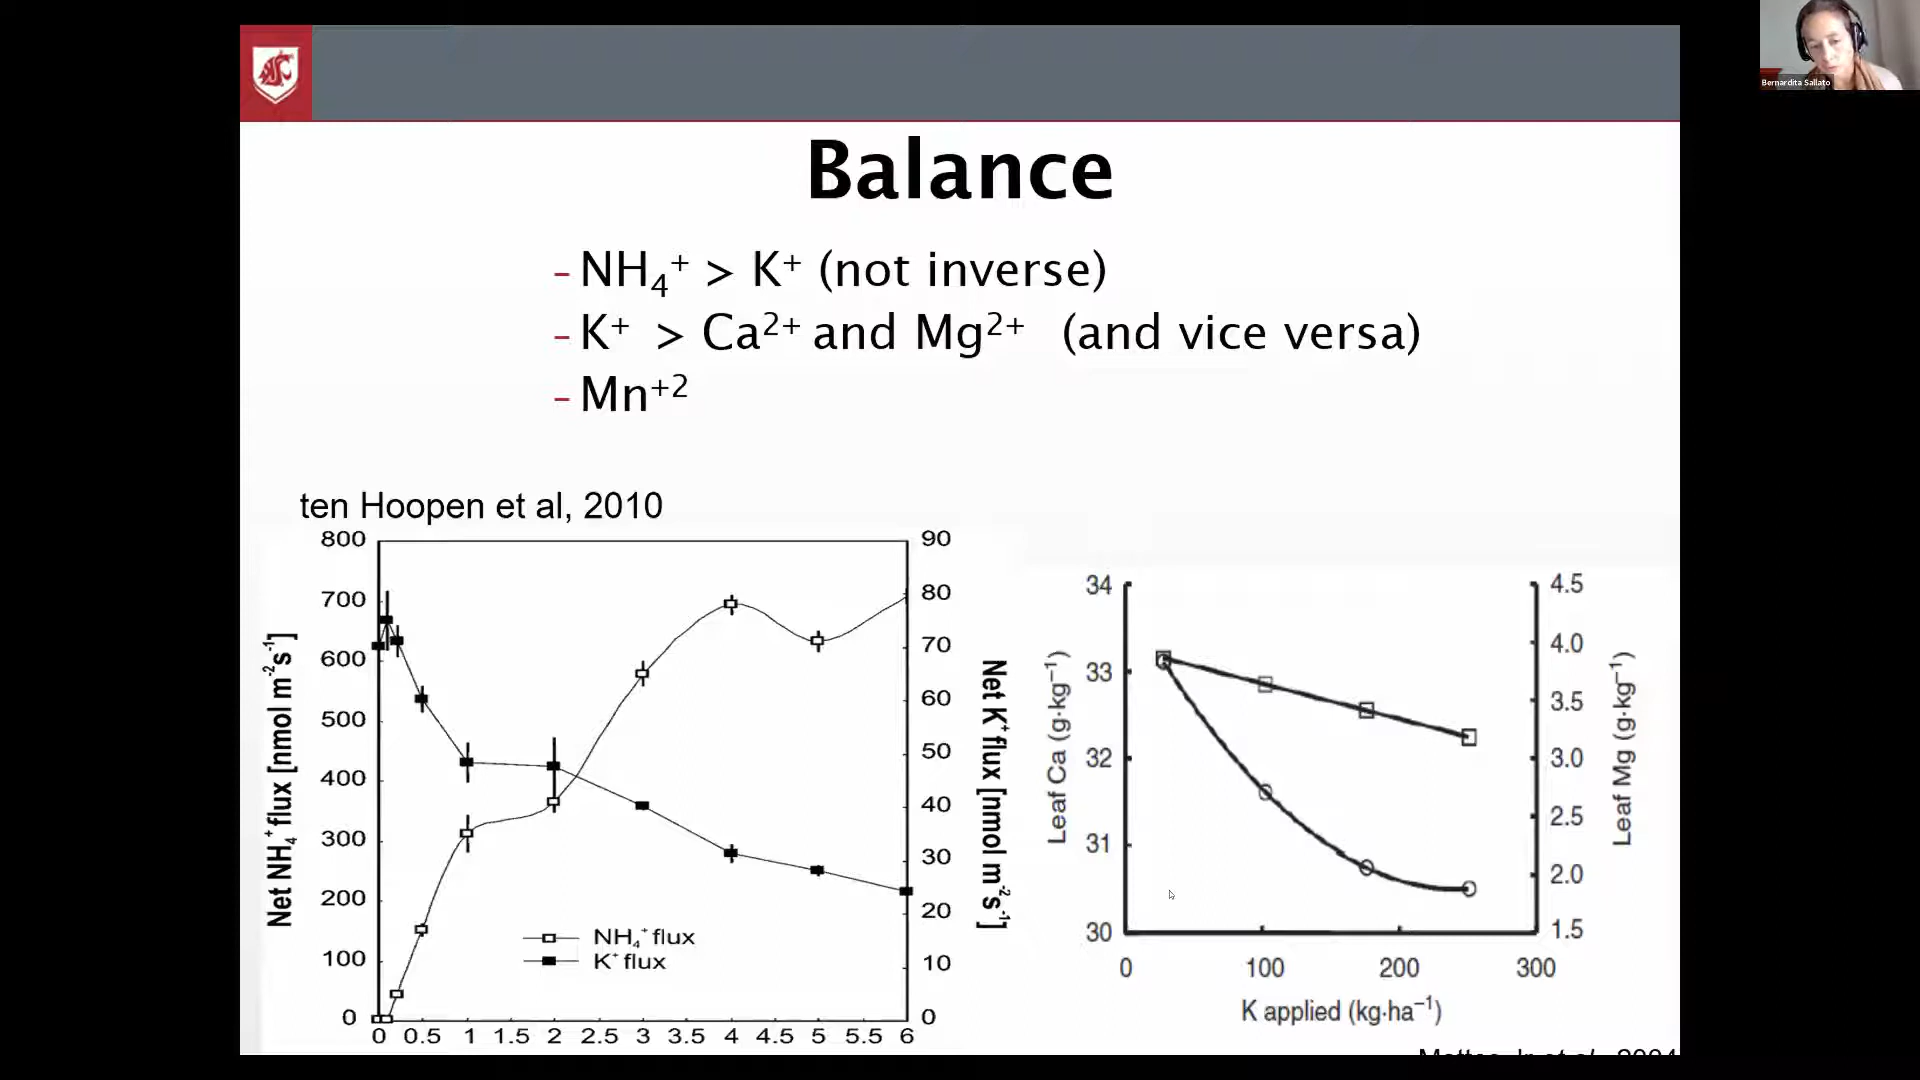 Bernardita Sallato
Balance
– NH₄⁺ > K⁺ (not inverse)
– K⁺ > Ca²⁺ and Mg²⁺ (and vice versa)
– Mn⁺²
ten Hoopen et al, 2010
Net NH₄⁺ flux [nmol m⁻² s⁻¹]
800
700
600
500
400
300
200
100
0
90
80
70
60
50
40
30
20
10
0
Net K⁺ flux [nmol m⁻² s⁻¹]
NH₄⁺ flux
K⁺ flux
0 0.5 1 1.5 2 2.5 3 3.5 4 4.5 5 5.5 6
Leaf Ca (g·kg⁻¹)
34
33
32
31
30
4.5
4.0
3.5
3.0
2.5
2.0
1.5
Leaf Mg (g·kg⁻¹)
0 100 200 300
K applied (kg·ha⁻¹)